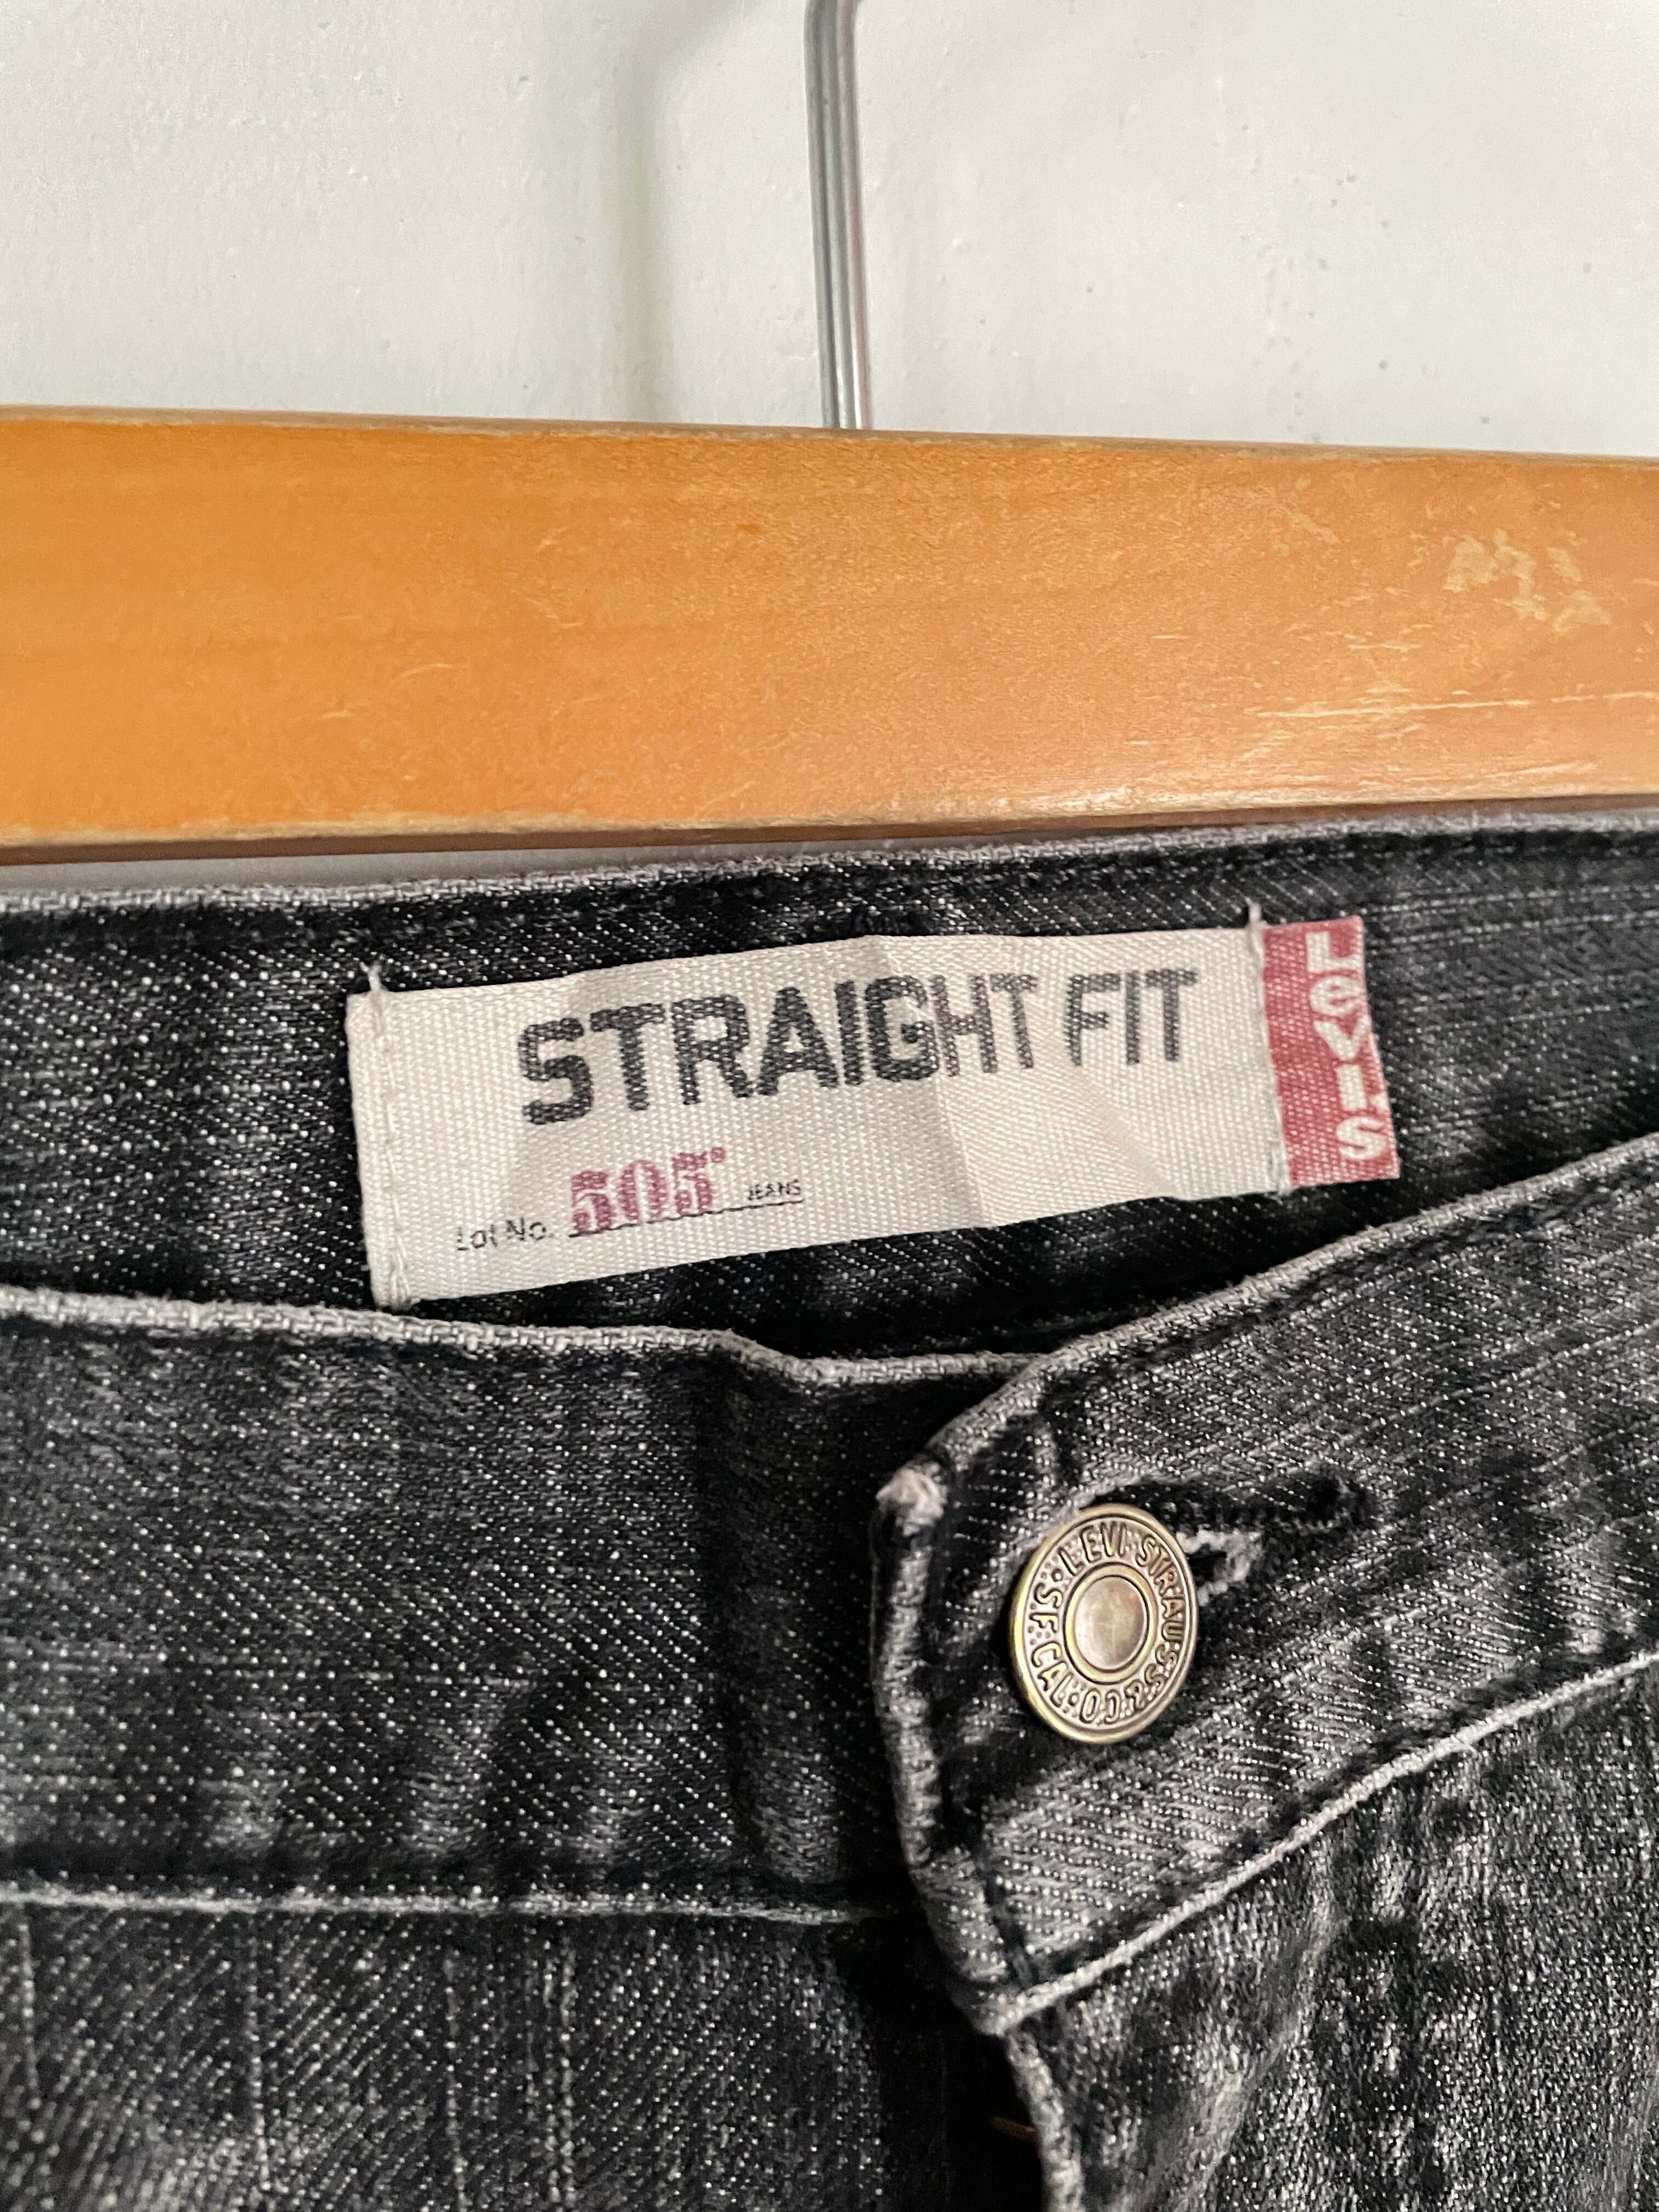 STRAIGHT FIT
Lot No. 505® JEANS
LEVI'S
LEVI STRAUSS & CO. S.F. CAL.